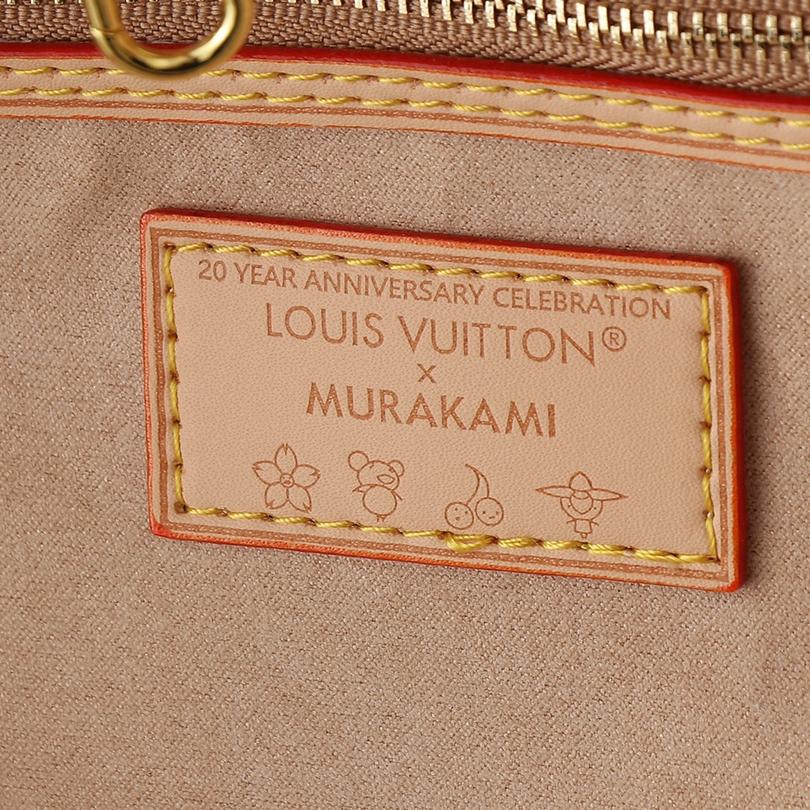 20 YEAR ANNIVERSARY CELEBRATION
LOUIS VUITTON®
x
MURAKAMI